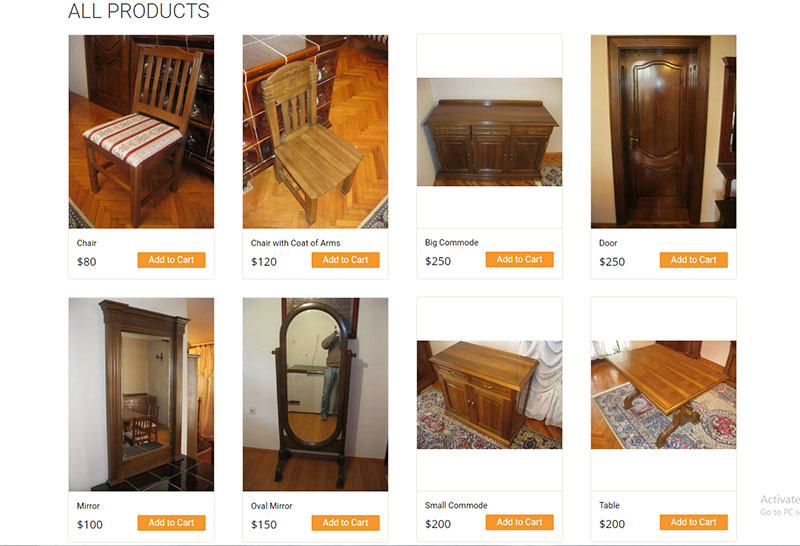 ALL PRODUCTS
Chair
$80
Add to Cart
Chair with Coat of Arms
$120
Add to Cart
Big Commode
$250
Add to Cart
Door
$250
Add to Cart
Mirror
$100
Add to Cart
Oval Mirror
$150
Add to Cart
Small Commode
$200
Add to Cart
Table
$200
Add to Cart
Activate
Go to PC s